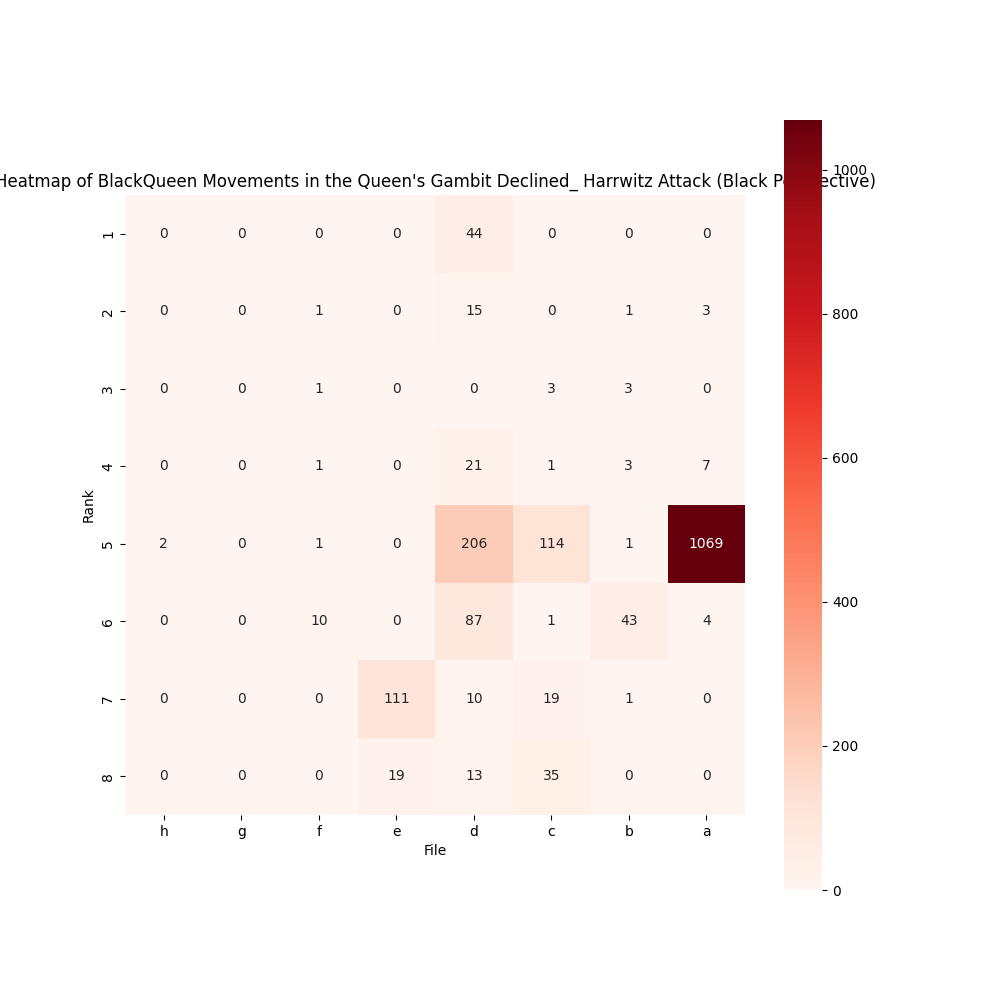 Heatmap of BlackQueen Movements in the Queen's Gambit Declined_ Harrwitz Attack (Black
1000
1 0 0 0 0 44 0 0 0
2 0 0 1 0 15 0 1 3
800
3 0 0 1 0 0 3 3 0
4 0 0 1 0 21 1 3 7
600
Rank
5 2 0 1 0 206 114 1 1069
400
6 0 0 10 0 87 1 43 4
7 0 0 0 111 10 19 1 0
200
8 0 0 0 19 13 35 0 0
h g f e d c b a
File
0